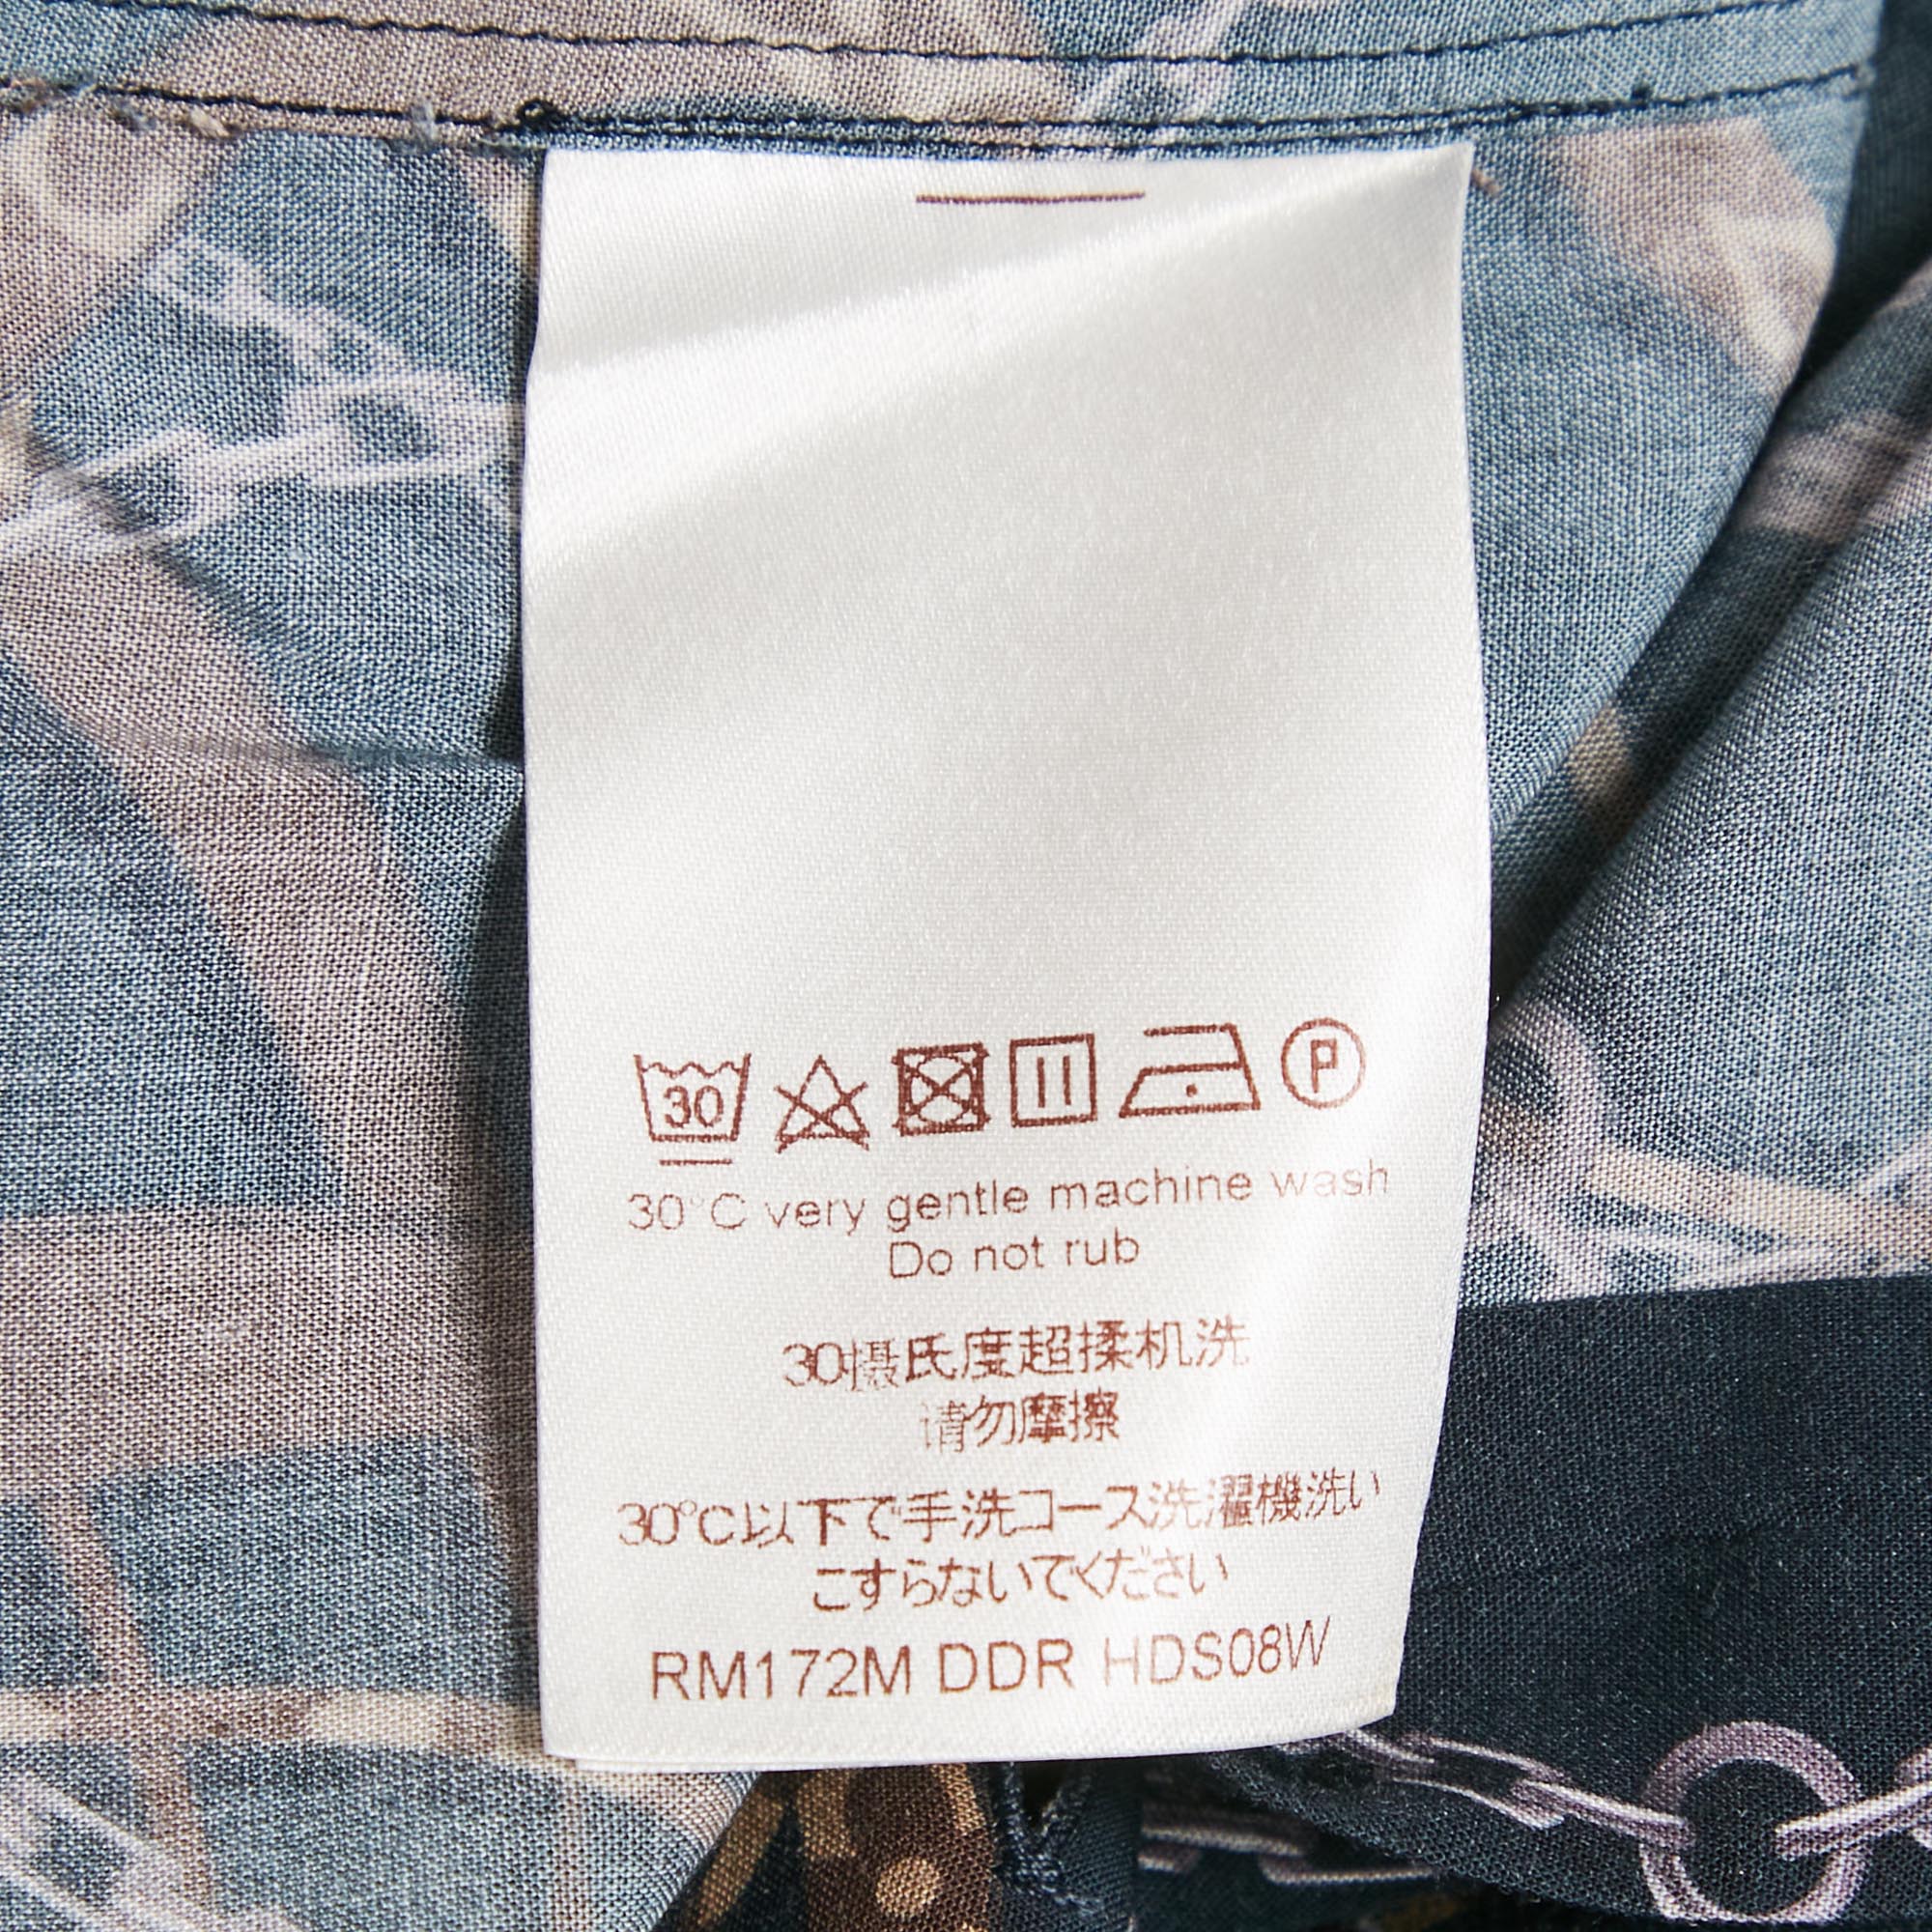 30
P
30°C very gentle machine wash
Do not rub
30摄氏度超揉机洗
请勿摩擦
30°C以下で手洗コース洗濯機洗い
こすらないでください
RM172M DDR HDS08W